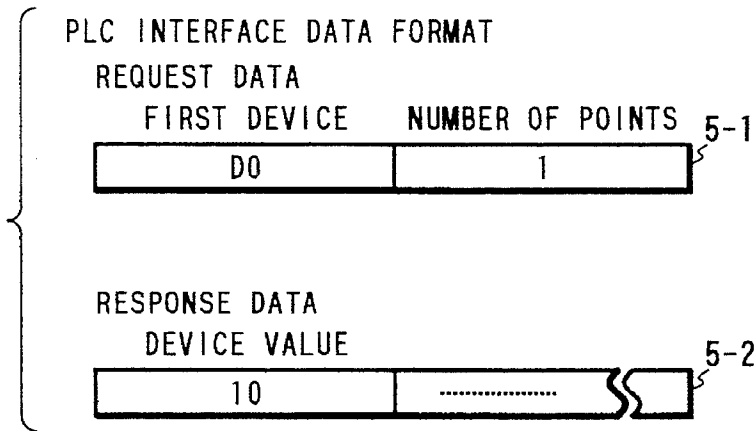 PLC INTERFACE DATA FORMAT
REQUEST DATA
FIRST DEVICE NUMBER OF POINTS
5-1
D0 1
RESPONSE DATA
DEVICE VALUE
5-2
10 ..................